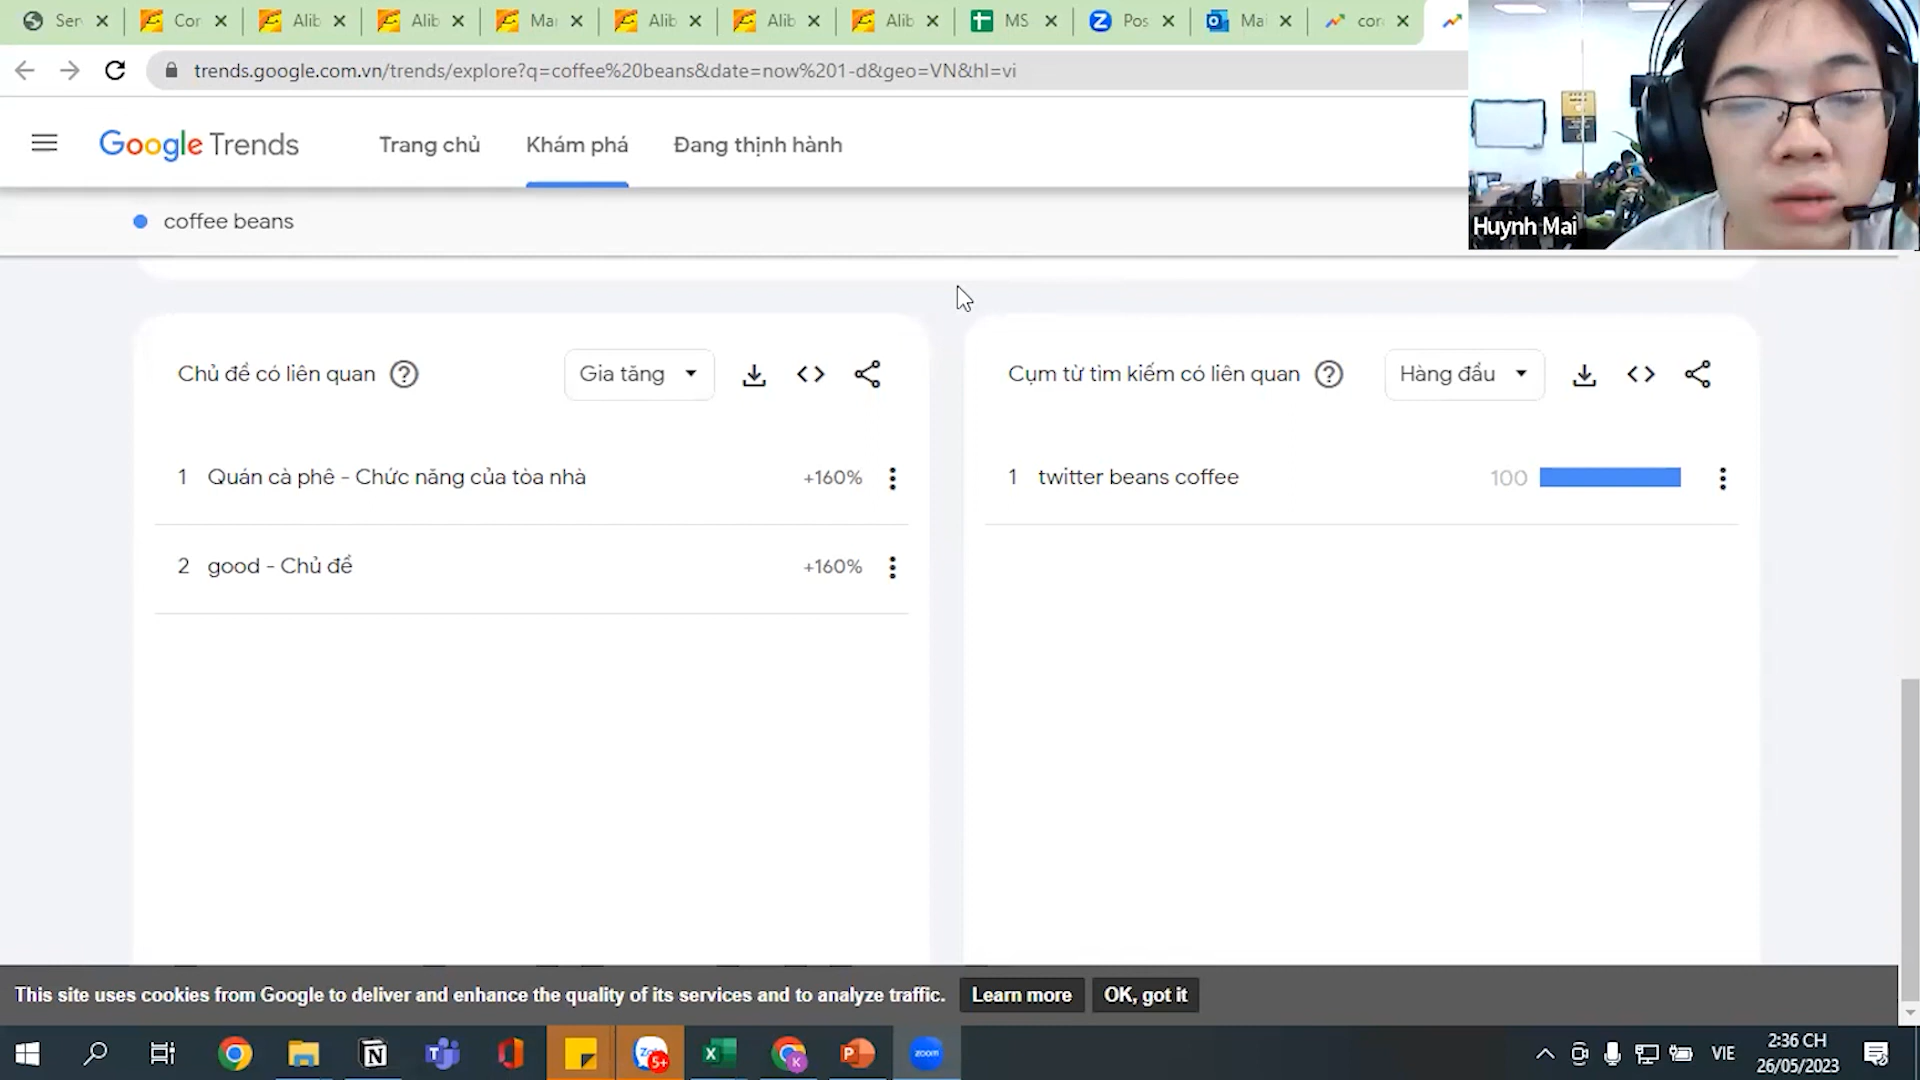 Ser
Cor
Alib
Alib
Mar
Alib
Alib
Alib
MS
Pos
Mai
cor
trends.google.com.vn/trends/explore?q=coffee%20beans&date=now%201-d&geo=VN&hl=vi
Google Trends
Trang chủ
Khám phá
Đang thịnh hành
Huynh Mai
coffee beans
Chủ đề có liên quan
Gia tăng
1 Quán cà phê - Chức năng của tòa nhà +160%
2 good - Chủ đề +160%
Cụm từ tìm kiếm có liên quan
Hàng đầu
1 twitter beans coffee 100
This site uses cookies from Google to deliver and enhance the quality of its services and to analyze traffic.
Learn more
OK, got it
5+
zoom
VIE
2:36 CH
26/05/2023